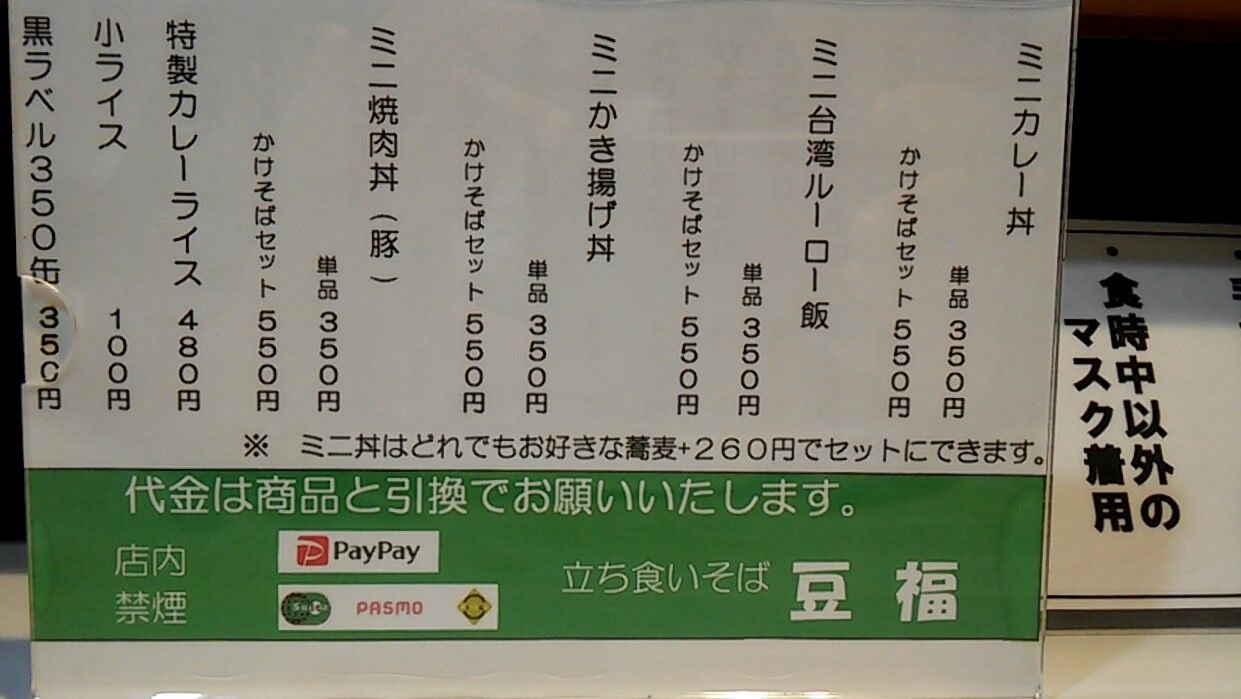 ミニカレー丼
単品 350円
かけそばセット 550円
ミニ台湾ルーロー飯
単品 350円
かけそばセット 550円
ミニかき揚げ丼
単品 350円
かけそばセット 550円
ミニ焼肉丼（豚）
単品 350円
かけそばセット 550円
特製カレーライス 480円
小ライス 100円
黒ラベル350缶 350円
※ ミニ丼はどれでもお好きな蕎麦+260円でセットにできます。
代金は商品と引換でお願いいたします。
店内
禁煙
PayPay
Suica PASMO
立ち食いそば 豆福
・食時中以外の
マスク着用